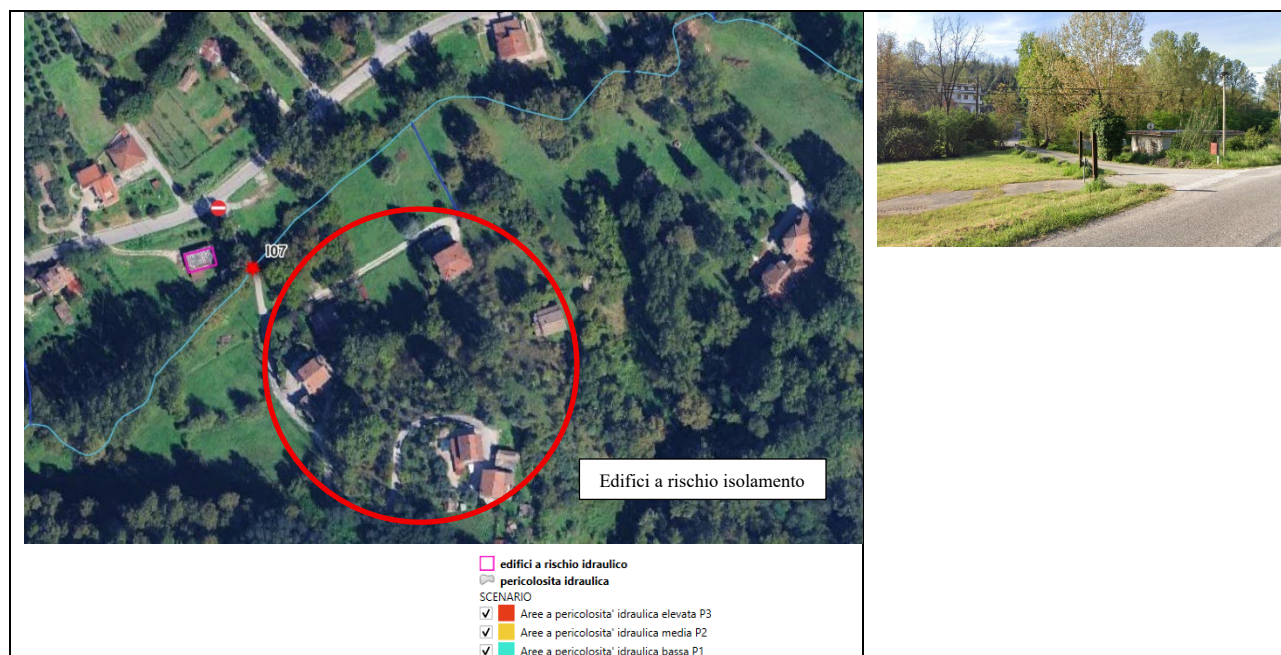 I07
Edifici a rischio isolamento
edifici a rischio idraulico
pericolosita idraulica
SCENARIO
Aree a pericolosita' idraulica elevata P3
Aree a pericolosita' idraulica media P2
Aree a pericolosita' idraulica bassa P1